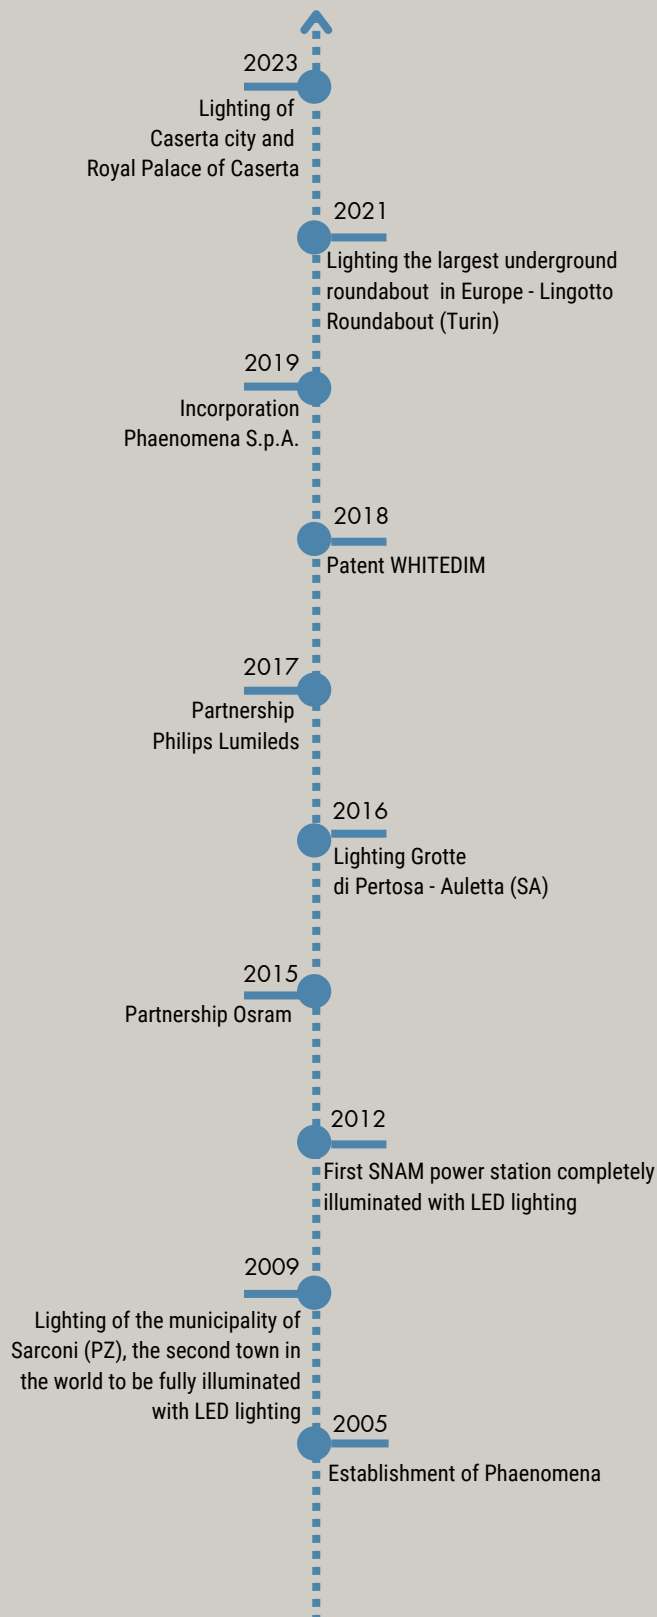 2023
Lighting of
Caserta city and
Royal Palace of Caserta
2021
Lighting the largest underground
roundabout in Europe - Lingotto
Roundabout (Turin)
2019
Incorporation
Phaenomena S.p.A.
2018
Patent WHITEDIM
2017
Partnership
Philips Lumileds
2016
Lighting Grotte
di Pertosa - Auletta (SA)
2015
Partnership Osram
2012
First SNAM power station completely
illuminated with LED lighting
2009
Lighting of the municipality of
Sarconi (PZ), the second town in
the world to be fully illuminated
with LED lighting
2005
Establishment of Phaenomena